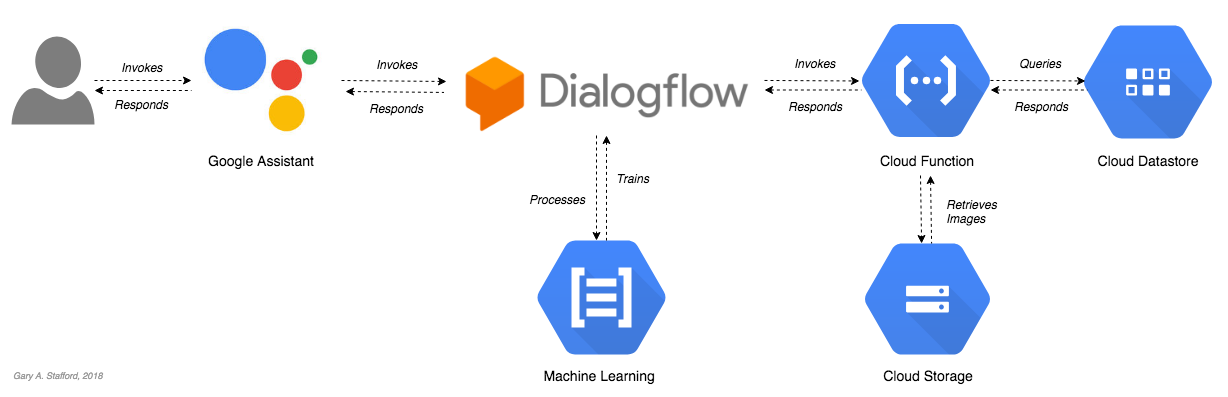 Invokes
Responds
Google Assistant
Invokes
Responds
Dialogflow
Invokes
Responds
Cloud Function
Queries
Responds
Cloud Datastore
Processes
Trains
Machine Learning
Retrieves
Images
Cloud Storage
Gary A. Stafford, 2018